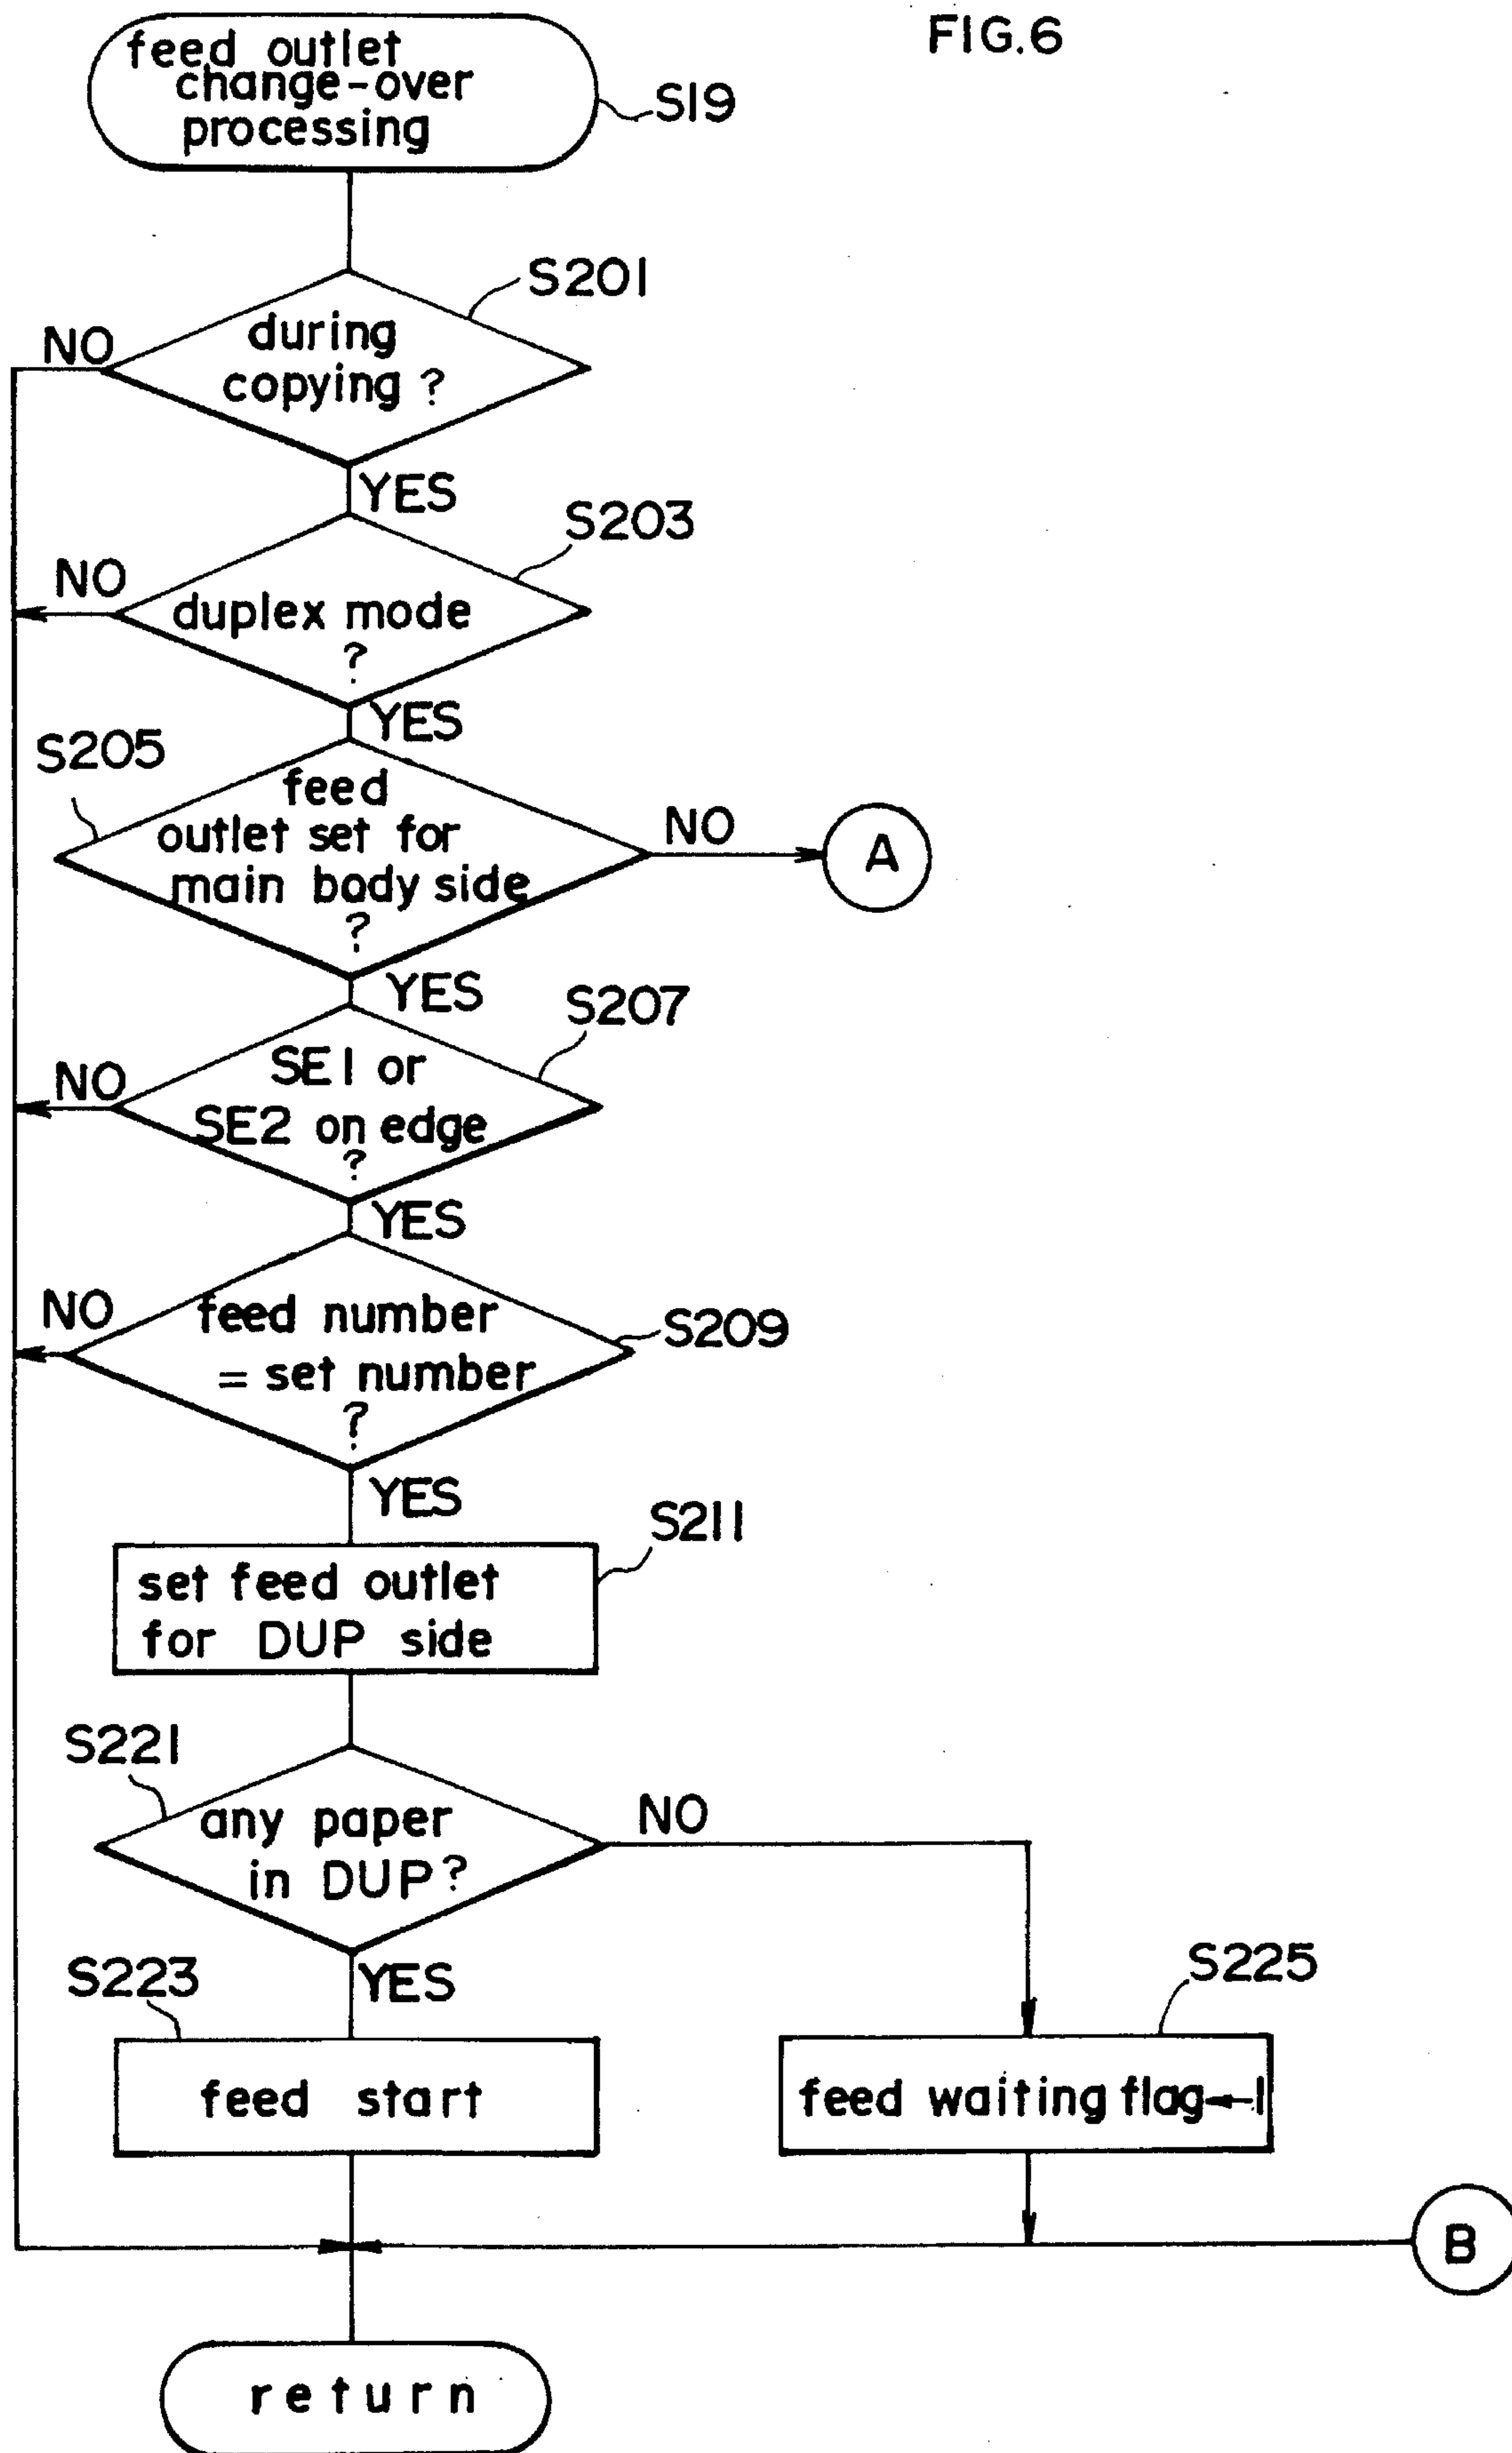 FIG.6
feed outlet
change-over
processing
S19
S201
during
copying ?
NO
YES
S203
duplex mode
?
NO
YES
S205
feed
outlet set for
main body side
?
NO
A
YES
S207
SE1 or
SE2 on edge
?
NO
YES
feed number
= set number
?
NO
S209
YES
S211
set feed outlet
for DUP side
S221
any paper
in DUP?
NO
YES
S223
feed start
S225
feed waiting flag←1
B
return